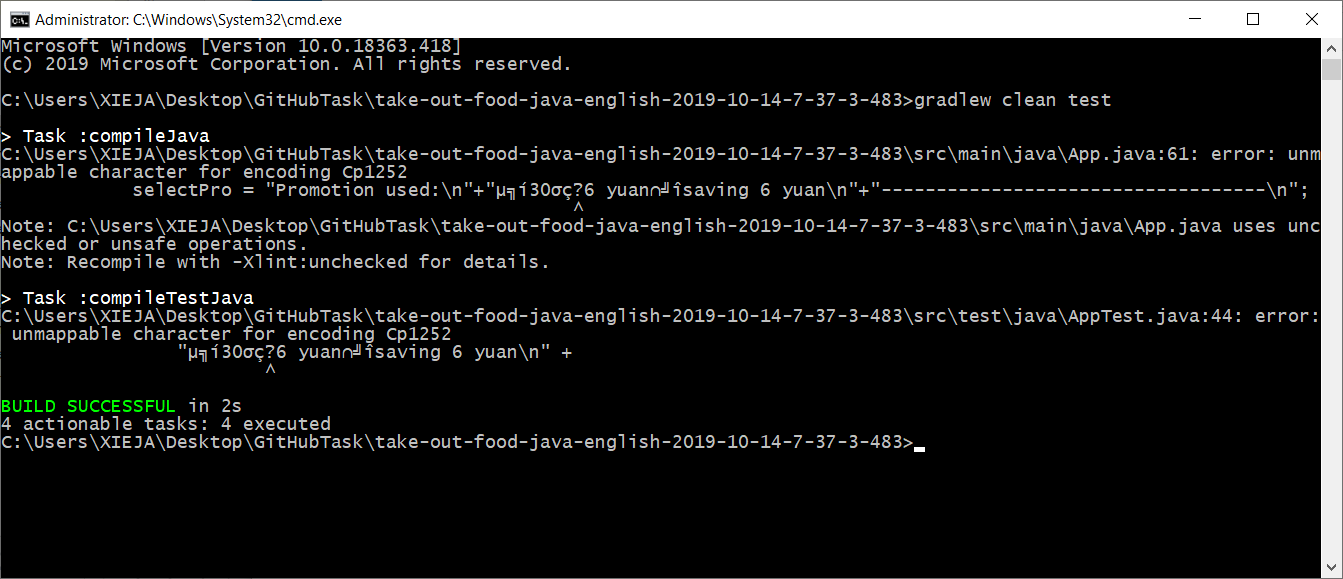 Administrator: C:\Windows\System32\cmd.exe
Microsoft Windows [Version 10.0.18363.418]
(c) 2019 Microsoft Corporation. All rights reserved.
C:\Users\XIEJA\Desktop\GitHubTask\take-out-food-java-english-2019-10-14-7-37-3-483>gradlew clean test
> Task :compileJava
C:\Users\XIEJA\Desktop\GitHubTask\take-out-food-java-english-2019-10-14-7-37-3-483\src\main\java\App.java:61: error: unm
appable character for encoding Cp1252
selectPro = "Promotion used:\n"+"µ╗í30σç?6 yuan∩╝îsaving 6 yuan\n"+"-----------------------------------\n";
^
Note: C:\Users\XIEJA\Desktop\GitHubTask\take-out-food-java-english-2019-10-14-7-37-3-483\src\main\java\App.java uses unc
hecked or unsafe operations.
Note: Recompile with -Xlint:unchecked for details.
> Task :compileTestJava
C:\Users\XIEJA\Desktop\GitHubTask\take-out-food-java-english-2019-10-14-7-37-3-483\src\test\java\AppTest.java:44: error:
unmappable character for encoding Cp1252
"µ╗í30σç?6 yuan∩╝îsaving 6 yuan\n" +
^
BUILD SUCCESSFUL in 2s
4 actionable tasks: 4 executed
C:\Users\XIEJA\Desktop\GitHubTask\take-out-food-java-english-2019-10-14-7-37-3-483>